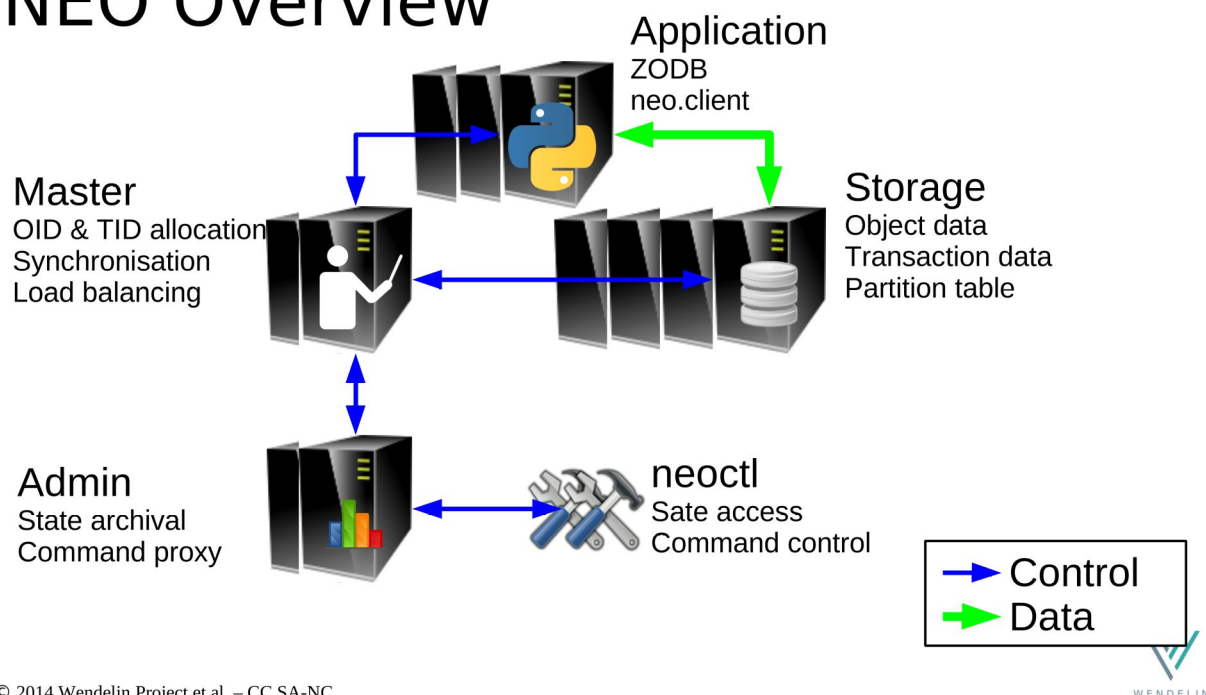 NEO Overview
Application
ZODB
neo.client
Master
OID & TID allocation
Synchronisation
Load balancing
Storage
Object data
Transaction data
Partition table
Admin
State archival
Command proxy
neoctl
Sate access
Command control
Control
Data
© 2014 Wendelin Project et al. – CC SA-NC
WENDELIN